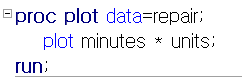 proc plot data=repair;
plot minutes * units;
run;